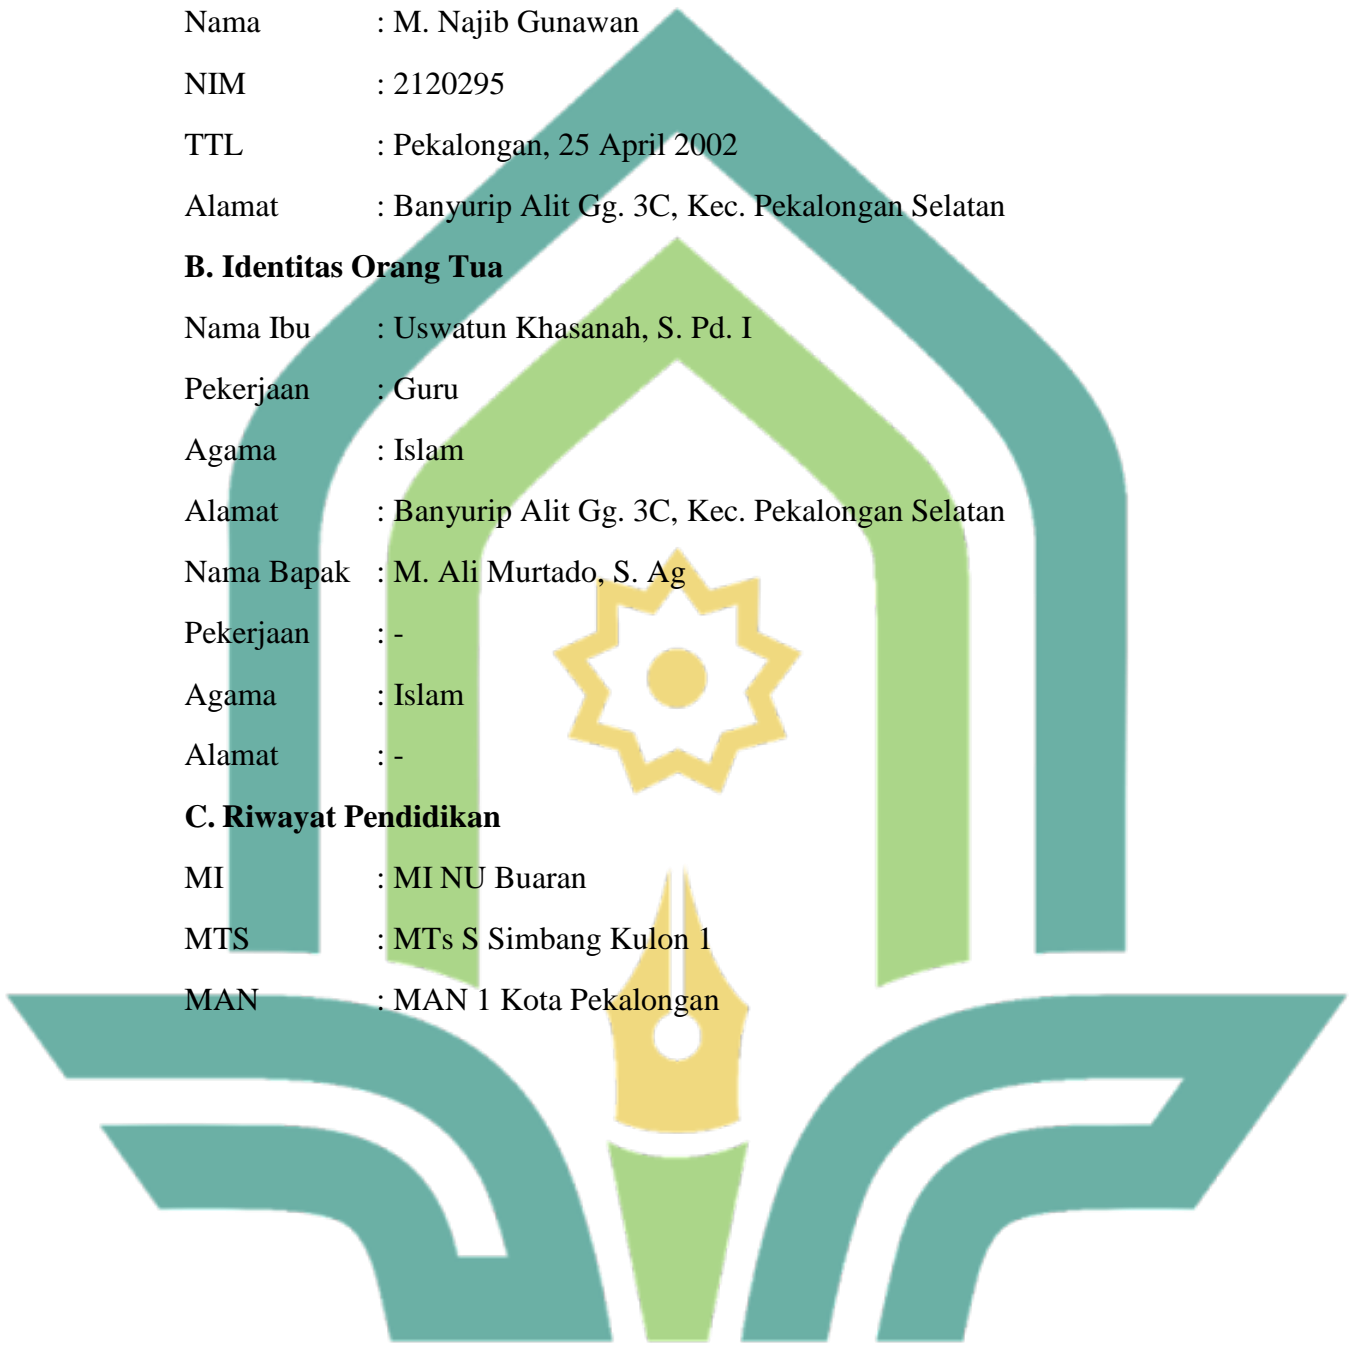 Nama : M. Najib Gunawan
NIM : 2120295
TTL : Pekalongan, 25 April 2002
Alamat : Banyurip Alit Gg. 3C, Kec. Pekalongan Selatan
B. Identitas Orang Tua
Nama Ibu : Uswatun Khasanah, S. Pd. I
Pekerjaan : Guru
Agama : Islam
Alamat : Banyurip Alit Gg. 3C, Kec. Pekalongan Selatan
Nama Bapak : M. Ali Murtado, S. Ag
Pekerjaan : -
Agama : Islam
Alamat : -
C. Riwayat Pendidikan
MI : MI NU Buaran
MTS : MTs S Simbang Kulon 1
MAN : MAN 1 Kota Pekalongan